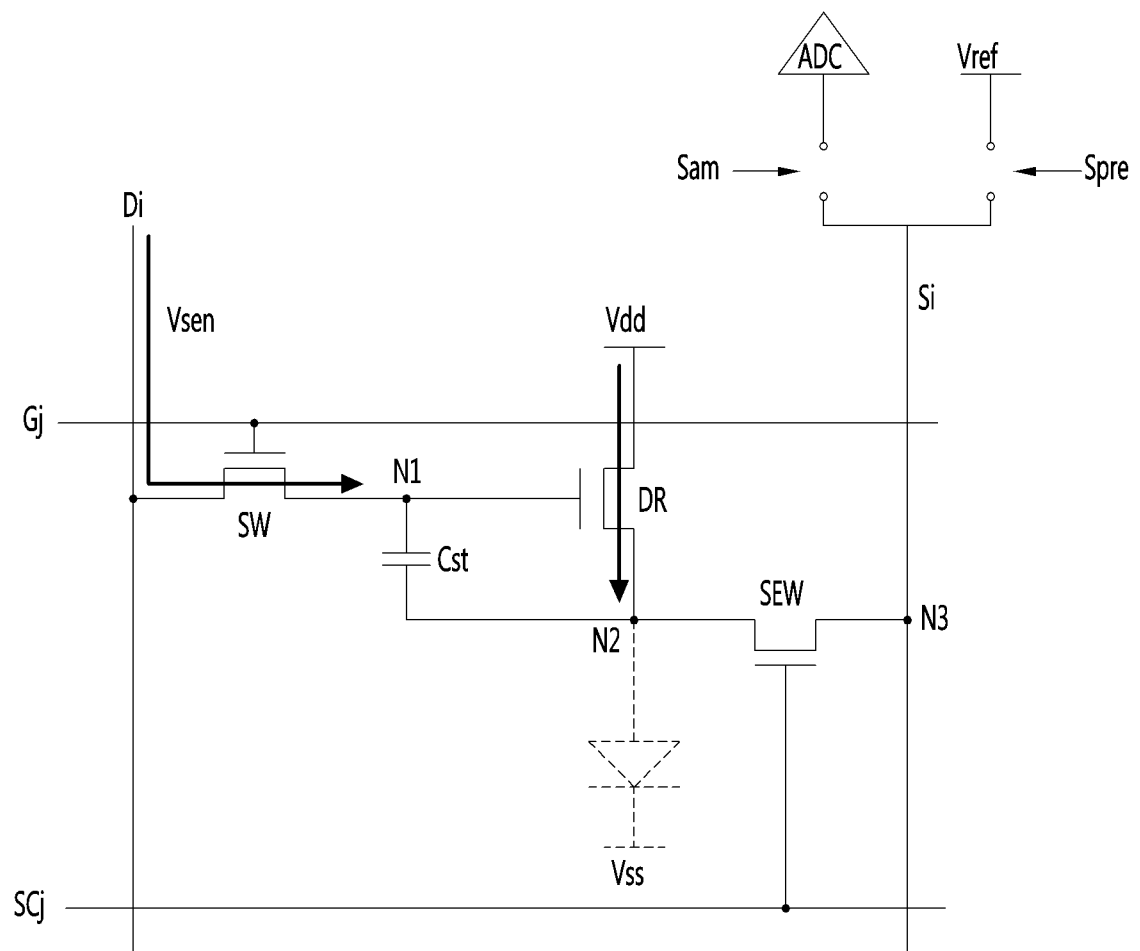 ADC
Vref
Sam
Spre
Di
Si
Vsen
Vdd
Gj
N1
DR
SW
Cst
SEW
N2
N3
Vss
SCj